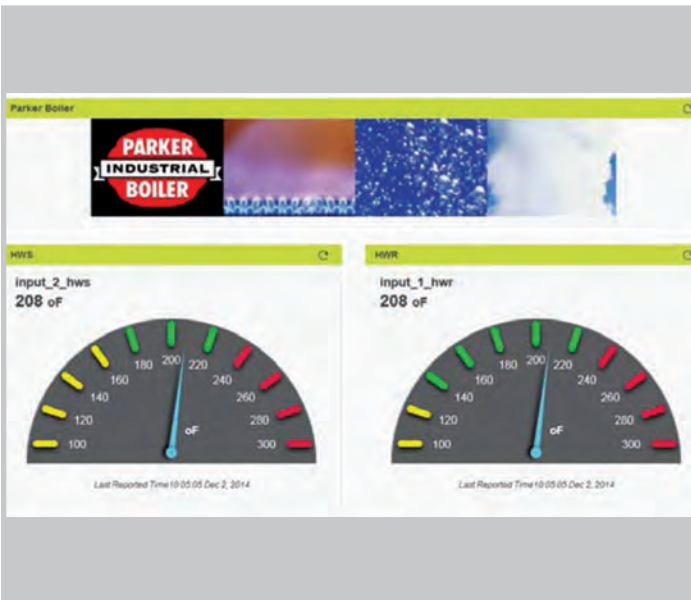 Parker Boiler
PARKER
INDUSTRIAL
BOILER
HWS
input_2_hws
208 oF
100
120
140
160
180
200
220
240
260
280
300
oF
Last Reported Time10:05:05 Dec 2, 2014
HWR
input_1_hwr
208 oF
100
120
140
160
180
200
220
240
260
280
300
oF
Last Reported Time10:05:05 Dec 2, 2014